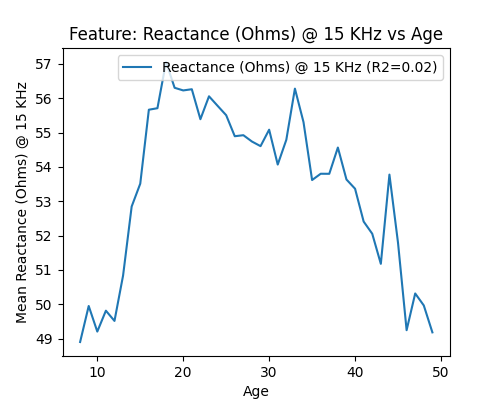 Feature: Reactance (Ohms) @ 15 KHz vs Age
Reactance (Ohms) @ 15 KHz (R2=0.02)
Mean Reactance (Ohms) @ 15 KHz
57
56
55
54
53
52
51
50
49
10 20 30 40 50
Age